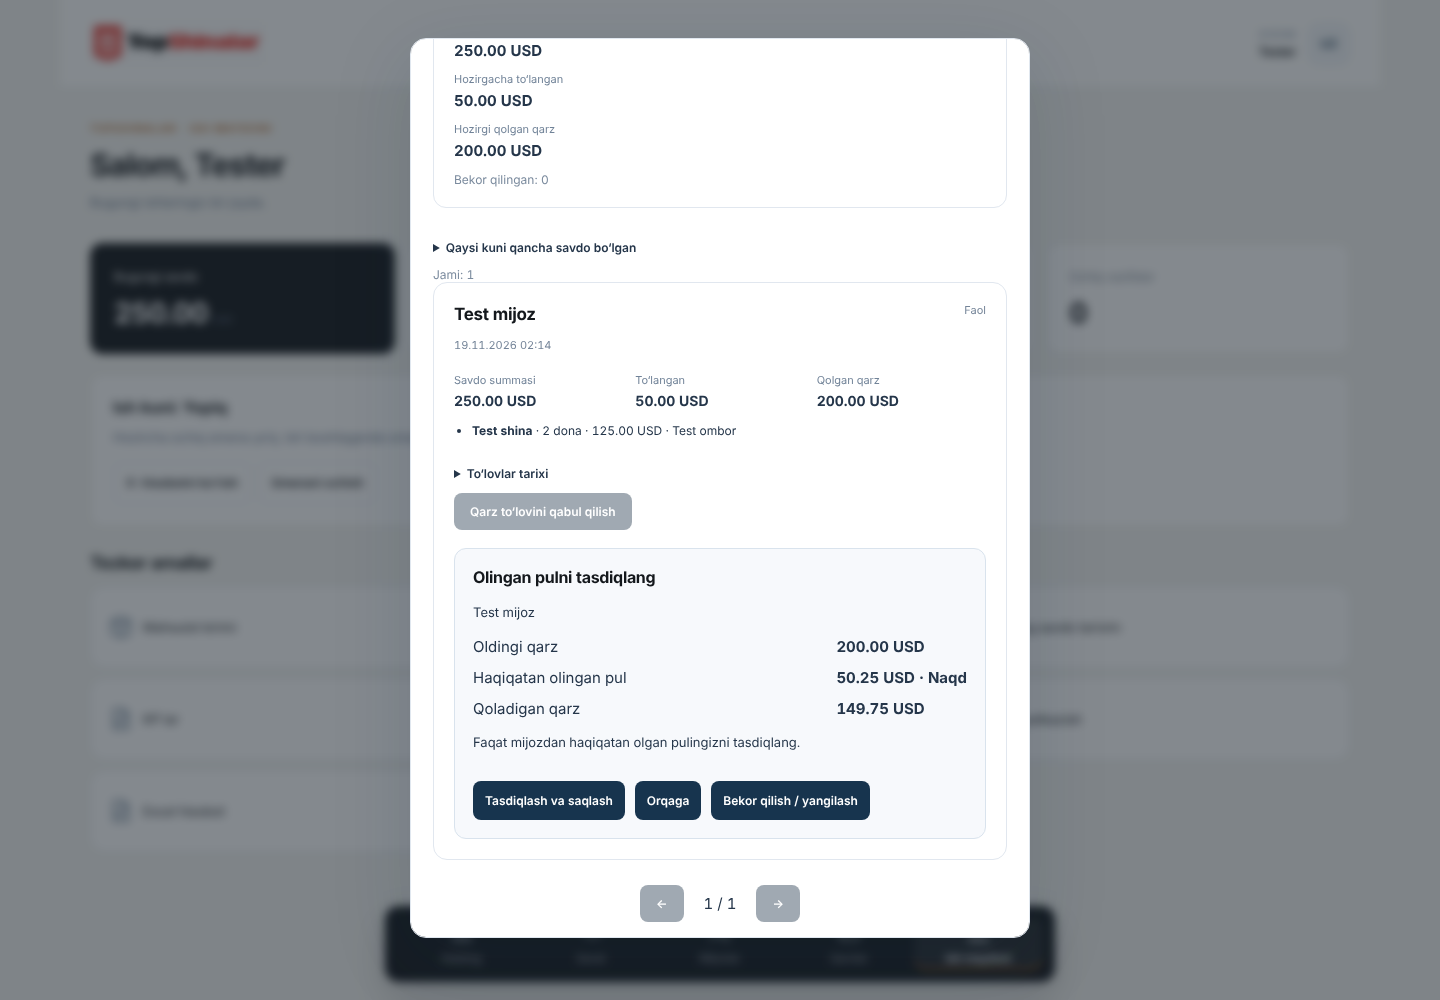 Salom, Tester
250.00
0
250.00 USD
Hozirgacha to‘langan
50.00 USD
Hozirgi qolgan qarz
200.00 USD
Bekor qilingan: 0
Qaysi kuni qancha savdo bo‘lgan
Jami: 1
Test mijoz
Faol
19.11.2026 02:14
Savdo summasi To‘langan Qolgan qarz
250.00 USD 50.00 USD 200.00 USD
• Test shina · 2 dona · 125.00 USD · Test ombor
To‘lovlar tarixi
Qarz to‘lovini qabul qilish
Olingan pulni tasdiqlang
Test mijoz
Oldingi qarz 200.00 USD
Haqiqatan olingan pul 50.25 USD · Naqd
Qoladigan qarz 149.75 USD
Faqat mijozdan haqiqatan olgan pulingizni tasdiqlang.
Tasdiqlash va saqlash Orqaga Bekor qilish / yangilash
← 1 / 1 →